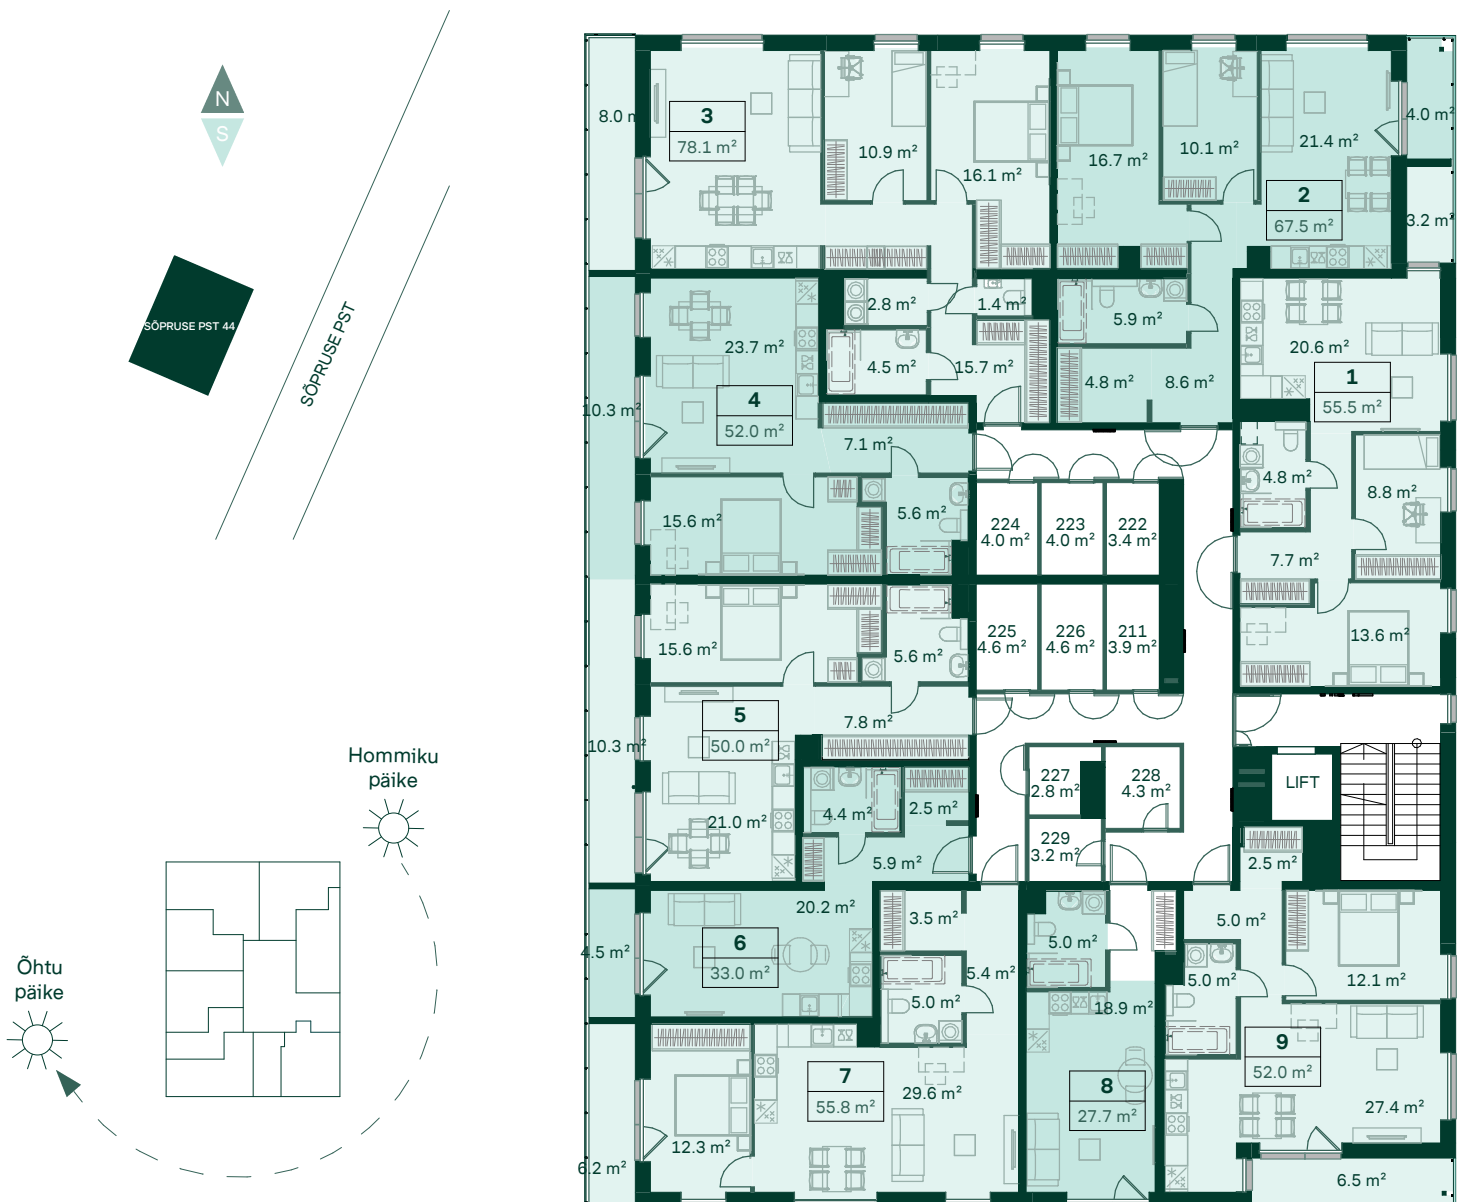 N
S
SÕPRUSE PST 44
SÕPRUSE PST
Hommiku
päike
Õhtu
päike
8.0 m
3
78.1 m²
10.9 m²
16.1 m²
16.7 m²
10.1 m²
21.4 m²
4.0 m²
2
67.5 m²
3.2 m²
2.8 m²
1.4 m²
5.9 m²
23.7 m²
4.5 m²
15.7 m²
4.8 m²
8.6 m²
20.6 m²
1
55.5 m²
4
52.0 m²
10.3 m²
7.1 m²
4.8 m²
8.8 m²
15.6 m²
5.6 m²
224
4.0 m²
223
4.0 m²
222
3.4 m²
7.7 m²
15.6 m²
5.6 m²
225
4.6 m²
226
4.6 m²
211
3.9 m²
13.6 m²
5
50.0 m²
7.8 m²
10.3 m²
227
2.8 m²
228
4.3 m²
LIFT
21.0 m²
4.4 m²
2.5 m²
229
3.2 m²
5.9 m²
2.5 m²
20.2 m²
3.5 m²
5.0 m²
5.0 m²
4.5 m²
6
33.0 m²
5.4 m²
5.0 m²
5.0 m²
12.1 m²
18.9 m²
9
52.0 m²
7
55.8 m²
29.6 m²
8
27.7 m²
27.4 m²
12.3 m²
6.2 m²
6.5 m²